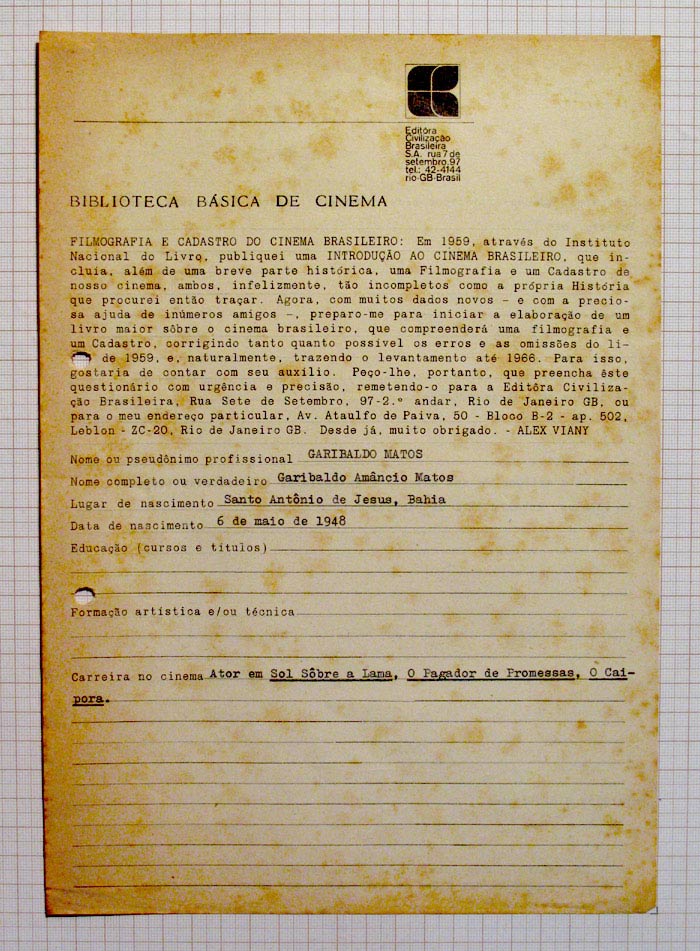 Editôra
Civilização
Brasileira
S.A. rua 7 de
setembro.97
tel.: 42-4144
rio-GB-Brasil
BIBLIOTECA BÁSICA DE CINEMA
FILMOGRAFIA E CADASTRO DO CINEMA BRASILEIRO: Em 1959, através do Instituto
Nacional do Livro, publiquei uma INTRODUÇÃO AO CINEMA BRASILEIRO, que in-
cluía, além de uma breve parte histórica, uma Filmografia e um Cadastro de
nosso cinema, ambos, infelizmente, tão incompletos como a própria História
que procurei então traçar. Agora, com muitos dados novos - e com a precio-
sa ajuda de inúmeros amigos -, preparo-me para iniciar a elaboração de um
livro maior sôbre o cinema brasileiro, que compreenderá uma filmografia e
um Cadastro, corrigindo tanto quanto possível os erros e as omissões do li-
de 1959, e, naturalmente, trazendo o levantamento até 1966. Para isso,
gostaria de contar com seu auxílio. Peço-lhe, portanto, que preencha êste
questionário com urgência e precisão, remetendo-o para a Editôra Civiliza-
ção Brasileira, Rua Sete de Setembro, 97-2.º andar, Rio de Janeiro GB, ou
para o meu endereço particular, Av. Ataulfo de Paiva, 50 - Bloco B-2 - ap. 502,
Leblon - ZC-20, Rio de Janeiro GB. Desde já, muito obrigado. - ALEX VIANY
Nome ou pseudônimo profissional GARIBALDO MATOS
Nome completo ou verdadeiro Garibaldo Amâncio Matos
Lugar de nascimento Santo Antônio de Jesus, Bahia
Data de nascimento 6 de maio de 1948
Educação (cursos e títulos)
Formação artística e/ou técnica
Carreira no cinema Ator em Sol Sôbre a Lama, O Pagador de Promessas, O Cai-
pora.